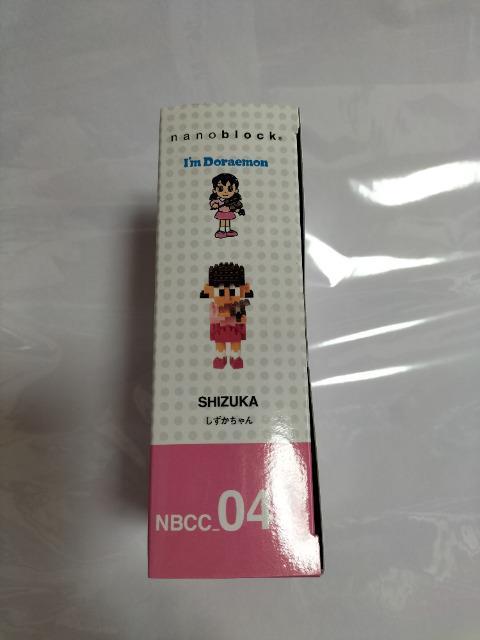 nanoblock®
I'm Doraemon
SHIZUKA
しずかちゃん
NBCC_04